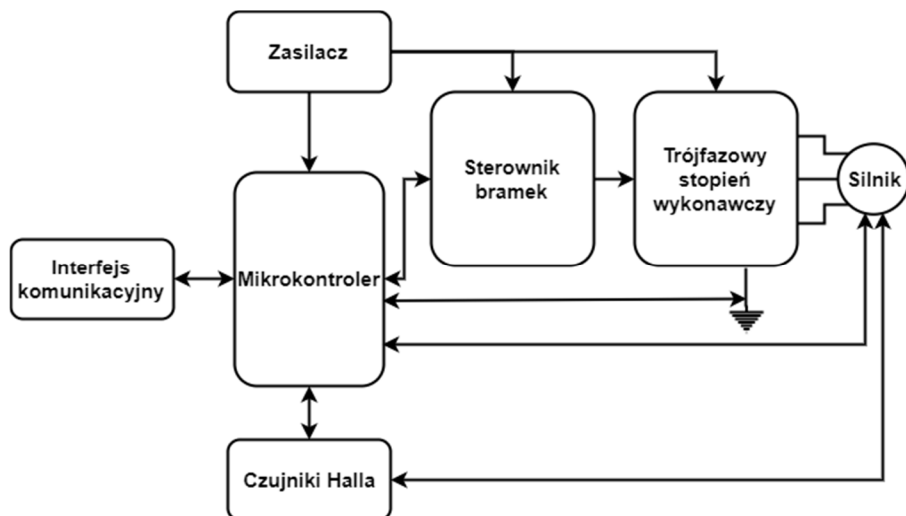 Zasilacz
Sterownik
bramek
Trójfazowy
stopień
wykonawczy
Silnik
Interfejs
komunikacyjny
Mikrokontroler
Czujniki Halla